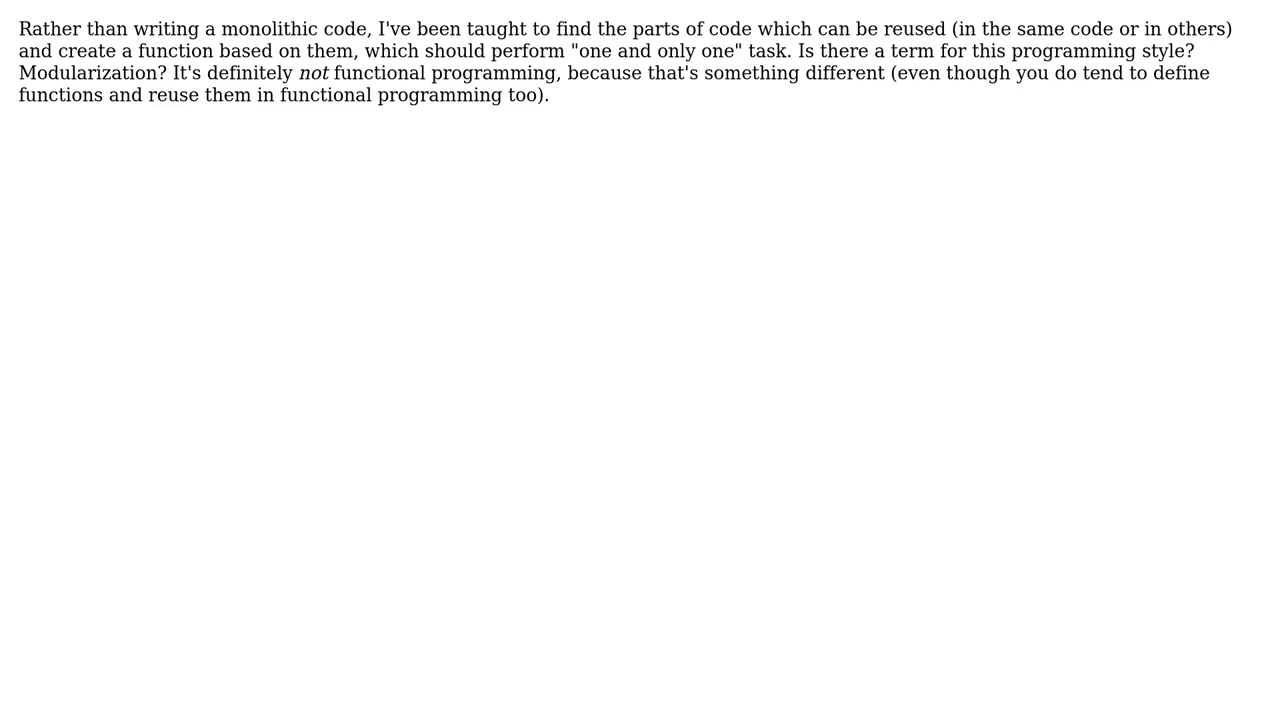 Rather than writing a monolithic code, I've been taught to find the parts of code which can be reused (in the same code or in others)
and create a function based on them, which should perform "one and only one" task. Is there a term for this programming style?
Modularization? It's definitely not functional programming, because that's something different (even though you do tend to define
functions and reuse them in functional programming too).